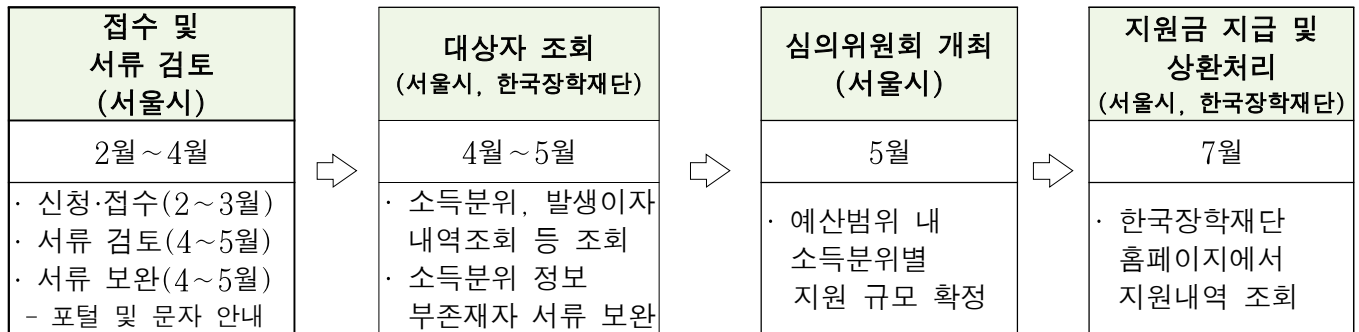 접수 및
서류 검토
(서울시)
2월~4월
· 신청·접수(2~3월)
· 서류 검토(4~5월)
· 서류 보완(4~5월)
- 포털 및 문자 안내
대상자 조회
(서울시, 한국장학재단)
4월~5월
· 소득분위, 발생이자
내역조회 등 조회
· 소득분위 정보
부존재자 서류 보완
심의위원회 개최
(서울시)
5월
· 예산범위 내
소득분위별
지원 규모 확정
지원금 지급 및
상환처리
(서울시, 한국장학재단)
7월
· 한국장학재단
홈페이지에서
지원내역 조회